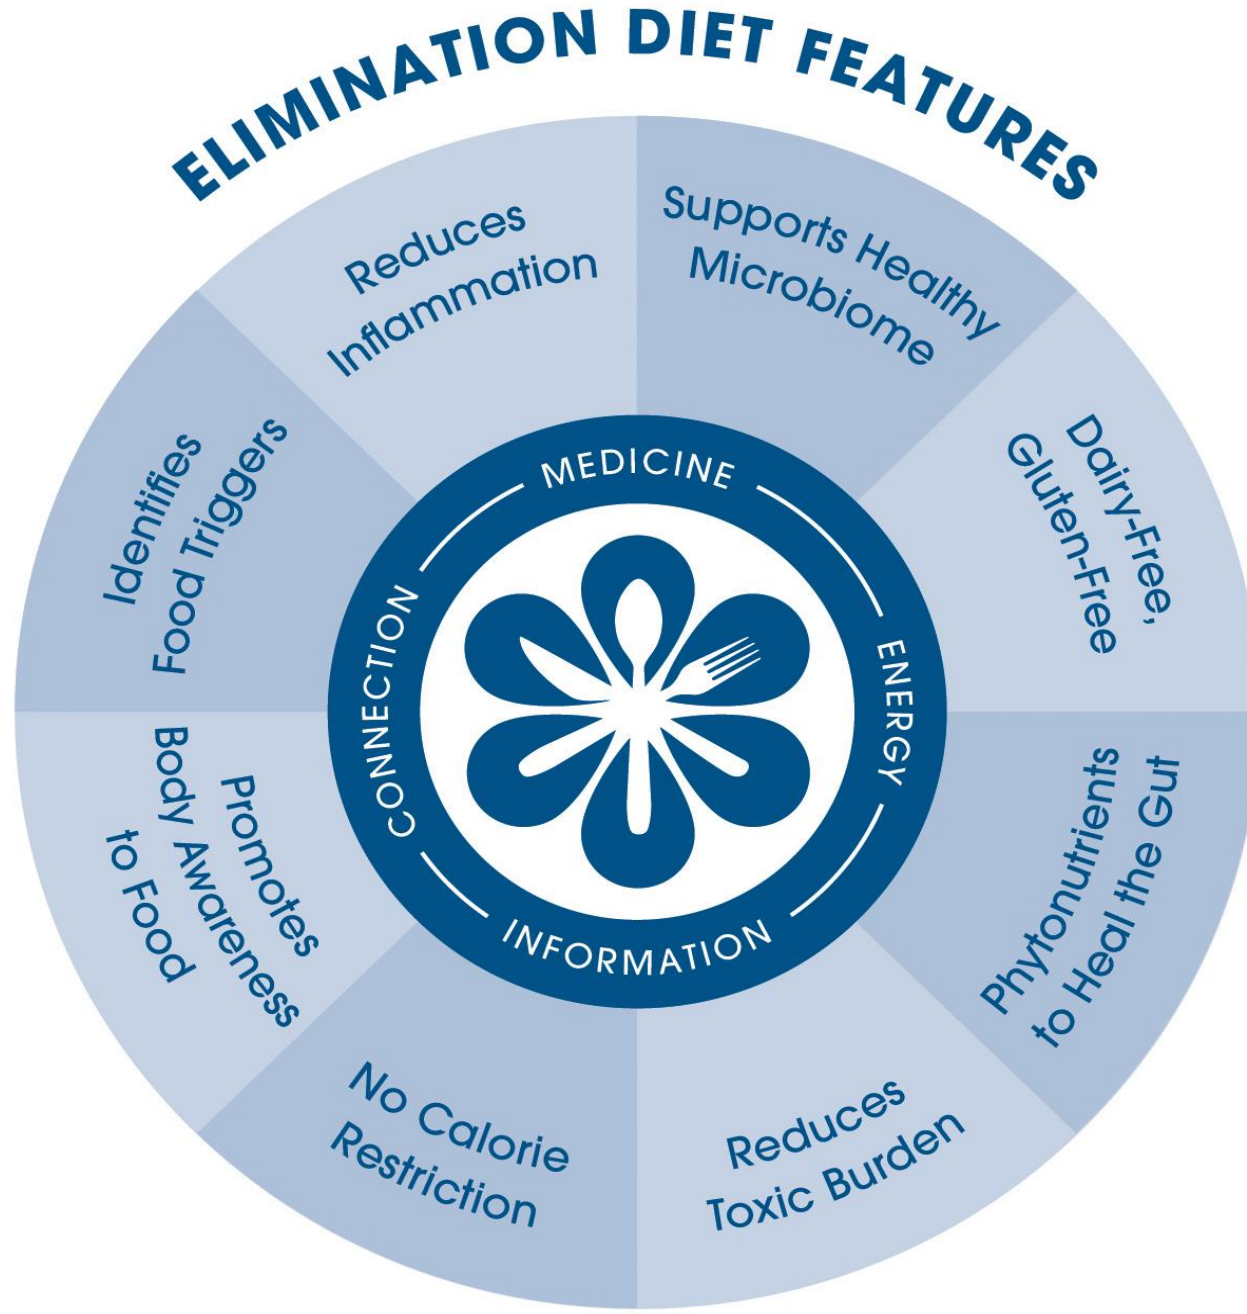 ELIMINATION DIET FEATURES
Supports Healthy
Microbiome
Dairy-Free,
Gluten-Free
Phytonutrients
to Heal the Gut
Reduces
Toxic Burden
No Calorie
Restriction
Promotes
Body Awareness
to Food
Identifies
Food Triggers
Reduces
Inflammation
MEDICINE
ENERGY
INFORMATION
CONNECTION